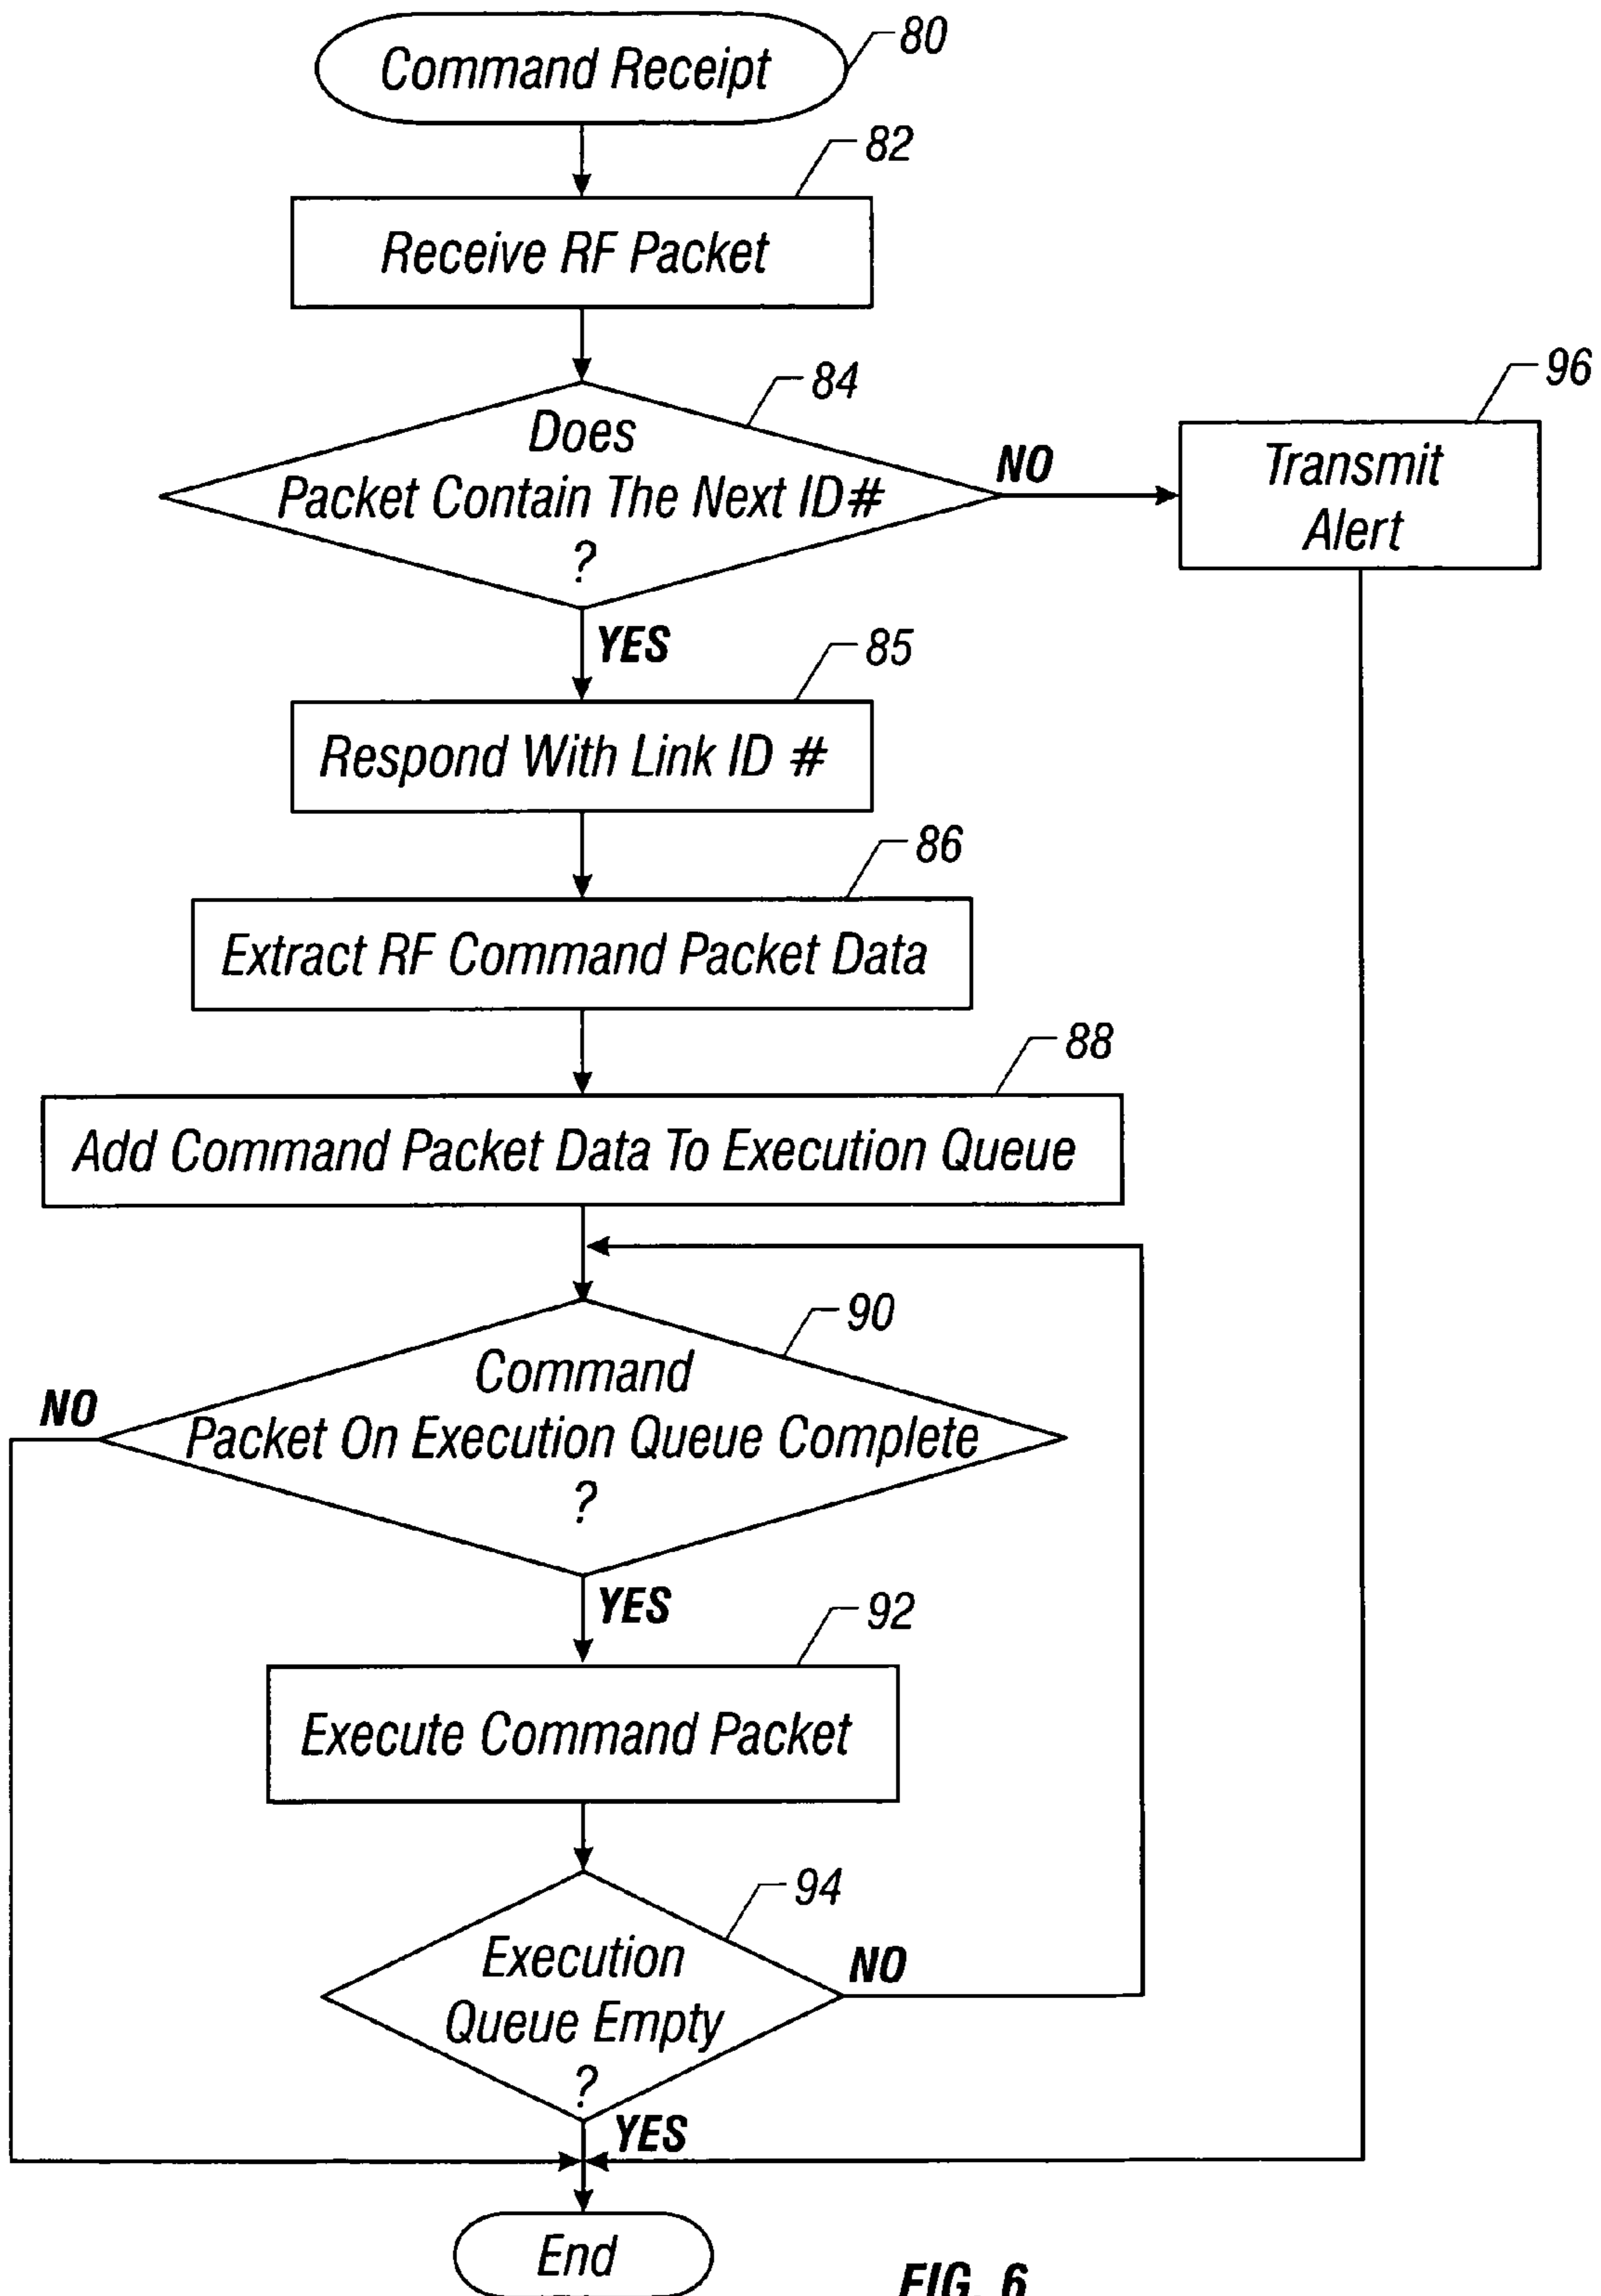 Command Receipt
80
82
Receive RF Packet
84
Does
Packet Contain The Next ID#
?
NO
96
Transmit
Alert
YES
85
Respond With Link ID #
86
Extract RF Command Packet Data
88
Add Command Packet Data To Execution Queue
90
Command
Packet On Execution Queue Complete
?
NO
YES
92
Execute Command Packet
94
Execution
Queue Empty
?
NO
YES
End
FIG. 6